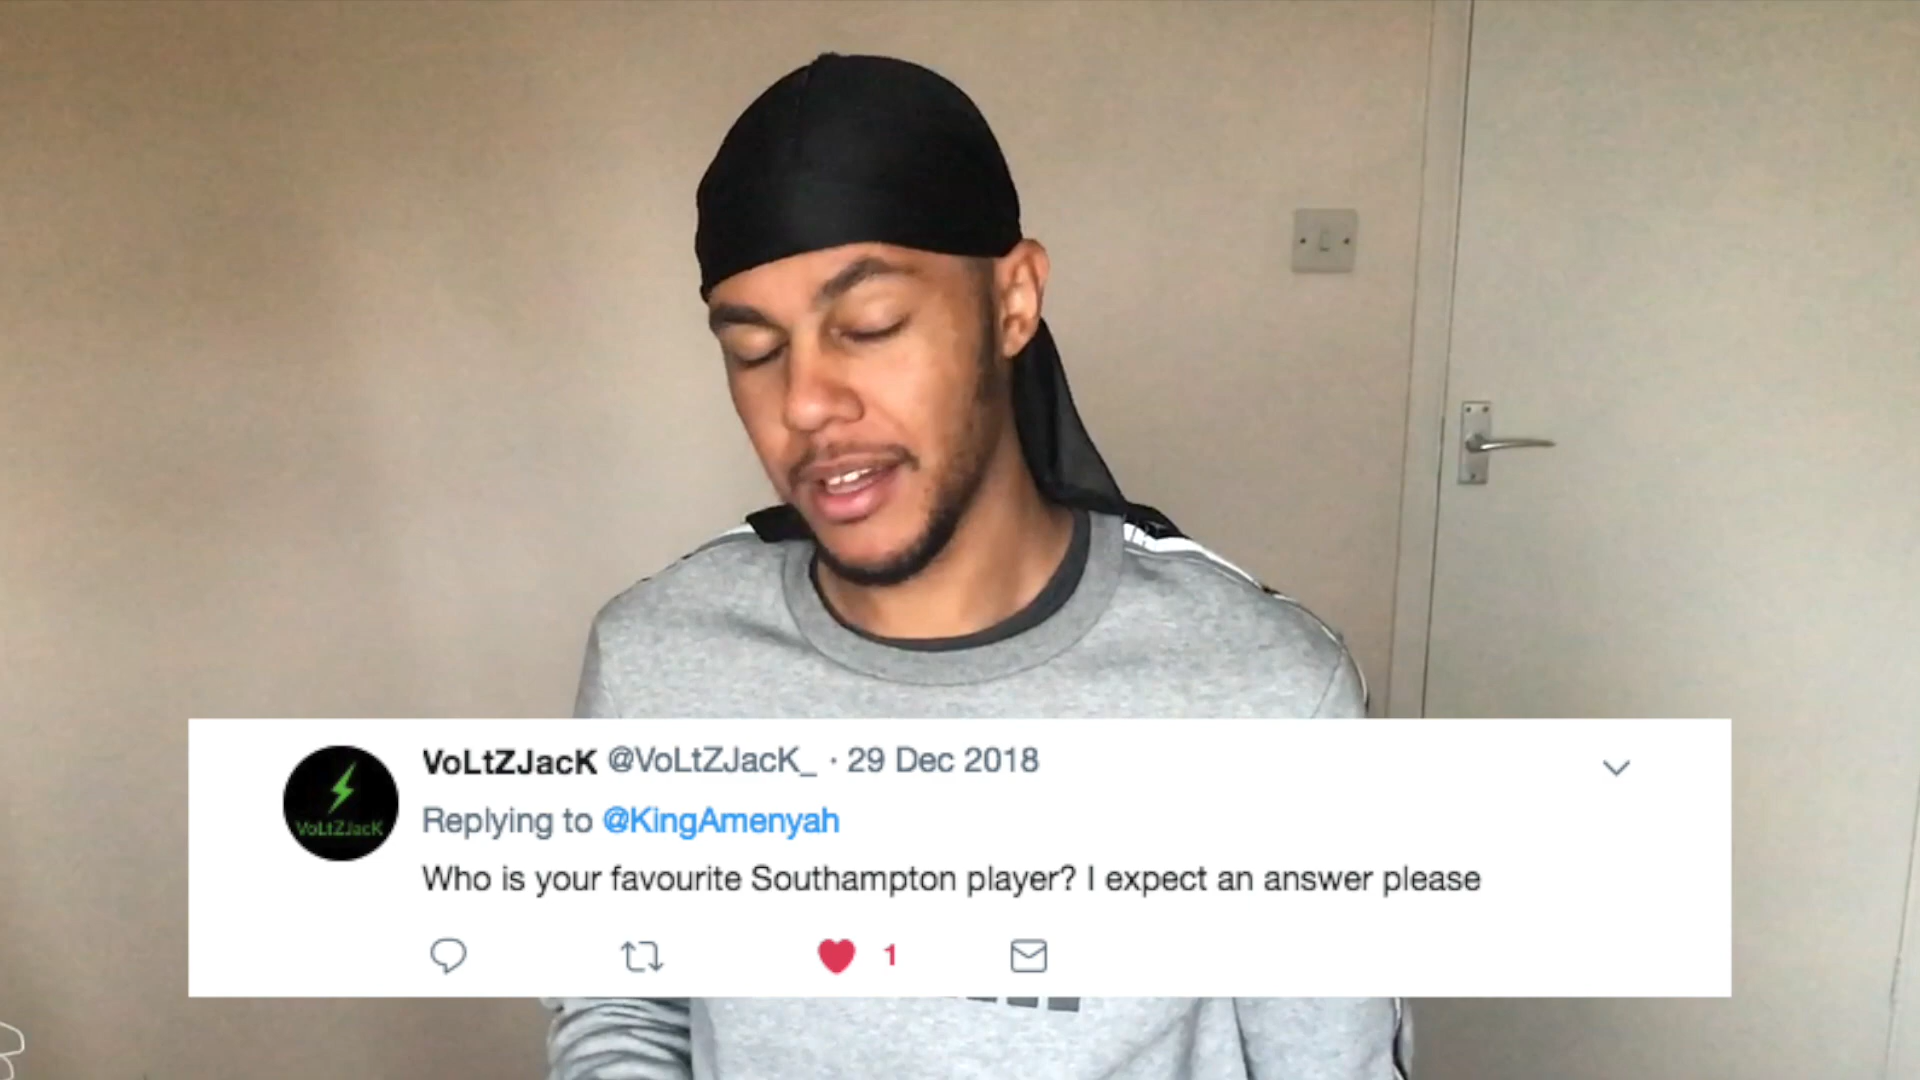 VoLtZJacK @VoLtZJacK_ · 29 Dec 2018
VoLtZJacK
Replying to @KingAmenyah
Who is your favourite Southampton player? I expect an answer please
1